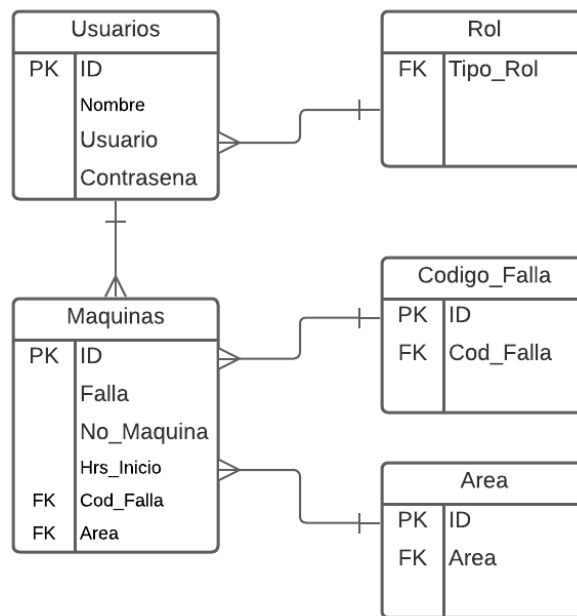 Usuarios
PK ID
Nombre
Usuario
Contrasena
Rol
FK Tipo_Rol
Maquinas
PK ID
Falla
No_Maquina
Hrs_Inicio
FK Cod_Falla
FK Area
Codigo_Falla
PK ID
FK Cod_Falla
Area
PK ID
FK Area